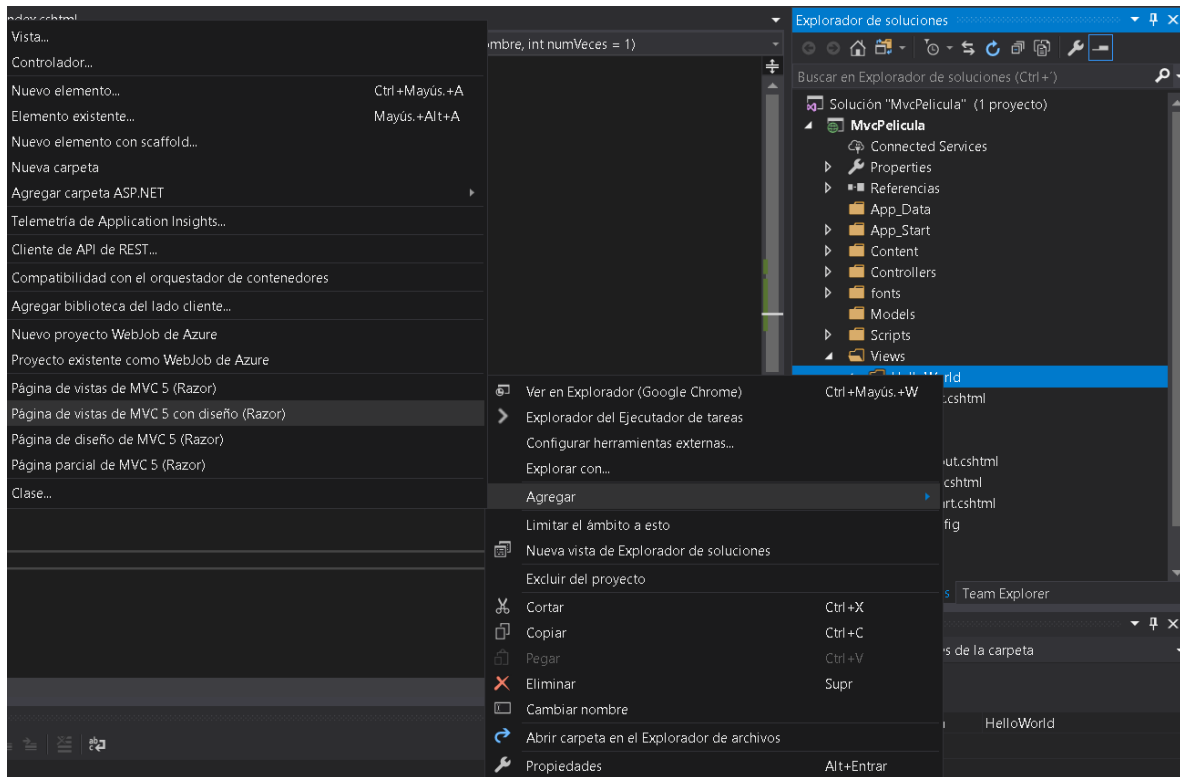 ndex.cshtml
Vista...
Controlador...
Nuevo elemento... Ctrl+Mayús.+A
Elemento existente... Mayús.+Alt+A
Nuevo elemento con scaffold...
Nueva carpeta
Agregar carpeta ASP.NET
Telemetría de Application Insights...
Cliente de API de REST...
Compatibilidad con el orquestador de contenedores
Agregar biblioteca del lado cliente...
Nuevo proyecto WebJob de Azure
Proyecto existente como WebJob de Azure
Página de vistas de MVC 5 (Razor)
Página de vistas de MVC 5 con diseño (Razor)
Página de diseño de MVC 5 (Razor)
Página parcial de MVC 5 (Razor)
Clase...
ombre, int numVeces = 1)
Ver en Explorador (Google Chrome) Ctrl+Mayús.+W
Explorador del Ejecutador de tareas
Configurar herramientas externas...
Explorar con...
Agregar
Limitar el ámbito a esto
Nueva vista de Explorador de soluciones
Excluir del proyecto
Cortar Ctrl+X
Copiar Ctrl+C
Pegar Ctrl+V
Eliminar Supr
Cambiar nombre
Abrir carpeta en el Explorador de archivos
Propiedades Alt+Entrar
Explorador de soluciones
Buscar en Explorador de soluciones (Ctrl+´)
Solución "MvcPelicula" (1 proyecto)
MvcPelicula
Connected Services
Properties
Referencias
App_Data
App_Start
Content
Controllers
fonts
Models
Scripts
Views
HelloWorld
.cshtml
ut.cshtml
cshtml
rt.cshtml
fig
s Team Explorer
s de la carpeta
HelloWorld